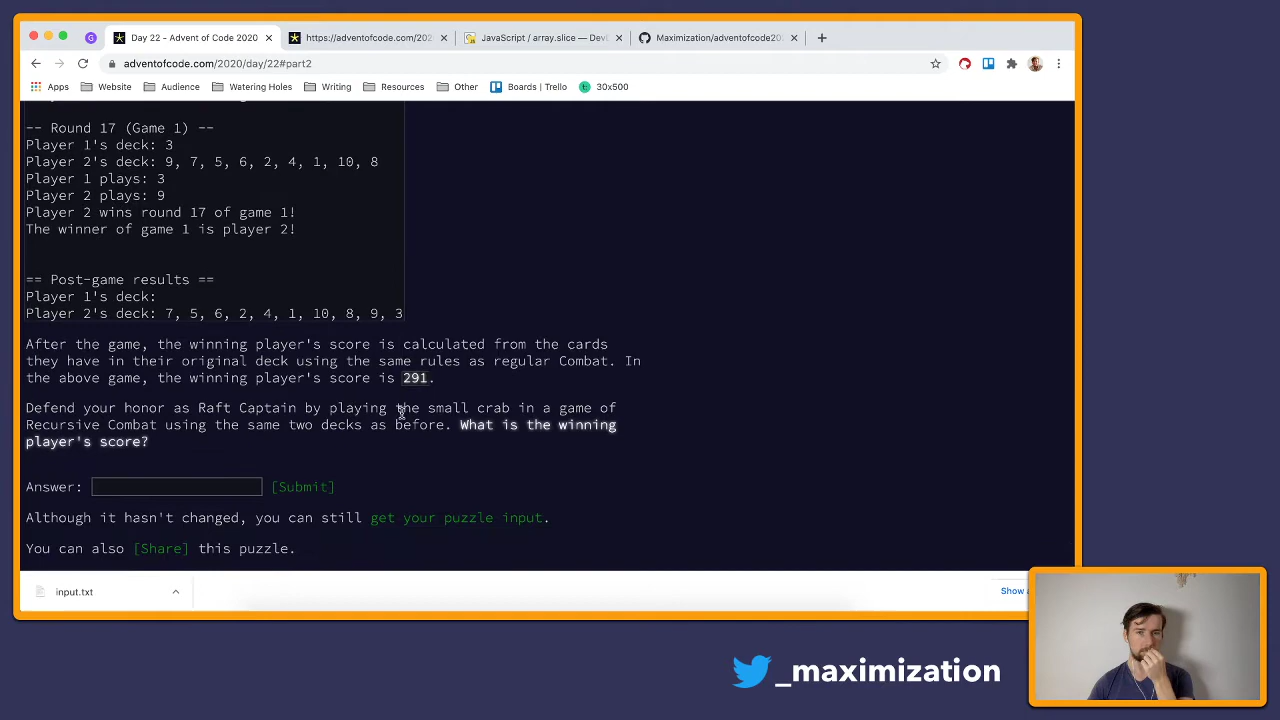 Day 22 - Advent of Code 2020
https://adventofcode.com/202
JavaScript / array.slice — DevD
Maximization/adventofcode20
adventofcode.com/2020/day/22#part2
Apps Website Audience Watering Holes Writing Resources Other Boards | Trello 30x500
-- Round 17 (Game 1) --
Player 1's deck: 3
Player 2's deck: 9, 7, 5, 6, 2, 4, 1, 10, 8
Player 1 plays: 3
Player 2 plays: 9
Player 2 wins round 17 of game 1!
The winner of game 1 is player 2!
== Post-game results ==
Player 1's deck:
Player 2's deck: 7, 5, 6, 2, 4, 1, 10, 8, 9, 3
After the game, the winning player's score is calculated from the cards
they have in their original deck using the same rules as regular Combat. In
the above game, the winning player's score is 291.
Defend your honor as Raft Captain by playing the small crab in a game of
Recursive Combat using the same two decks as before. What is the winning
player's score?
Answer: [Submit]
Although it hasn't changed, you can still get your puzzle input.
You can also [Share] this puzzle.
input.txt
Show
_maximization